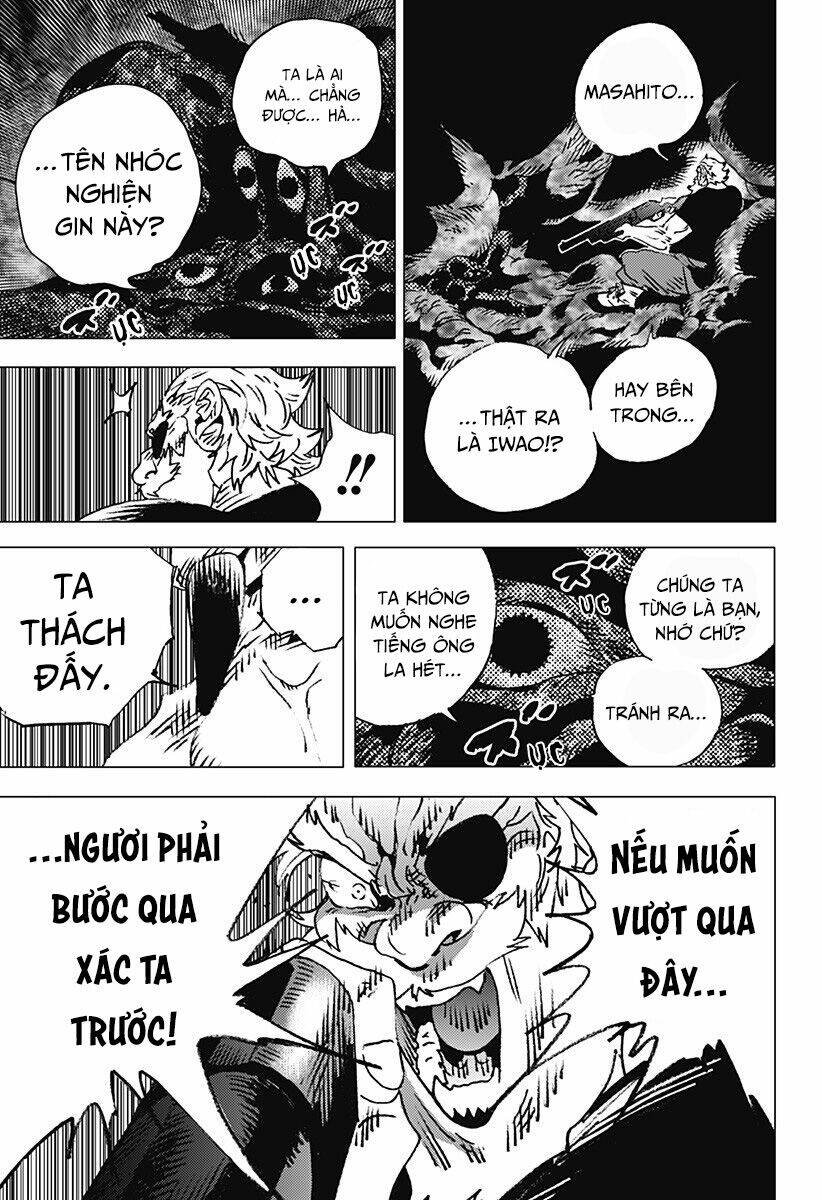 MASAHITO...
HAY BÊN
TRONG...
...THẬT RA
LÀ IWAO!?
TA LÀ AI
MÀ... CHẲNG
ĐƯỢC... HÀ...
...TÊN NHÓC
NGHIỆN
GIN NÀY?
ỤC
ỤC
ỤC
!!
CHÚNG TA
TỪNG LÀ BẠN,
NHỚ CHỨ?
TRÁNH RA...
ỤC
TA KHÔNG
MUỐN NGHE
TIẾNG ÔNG
LA HÉT...
ỤC
...
TA
THÁCH
ĐẤY.
NẾU MUỐN
VƯỢT QUA
ĐÂY...
...NGƯƠI PHẢI
BƯỚC QUA
XÁC TA
TRƯỚC!